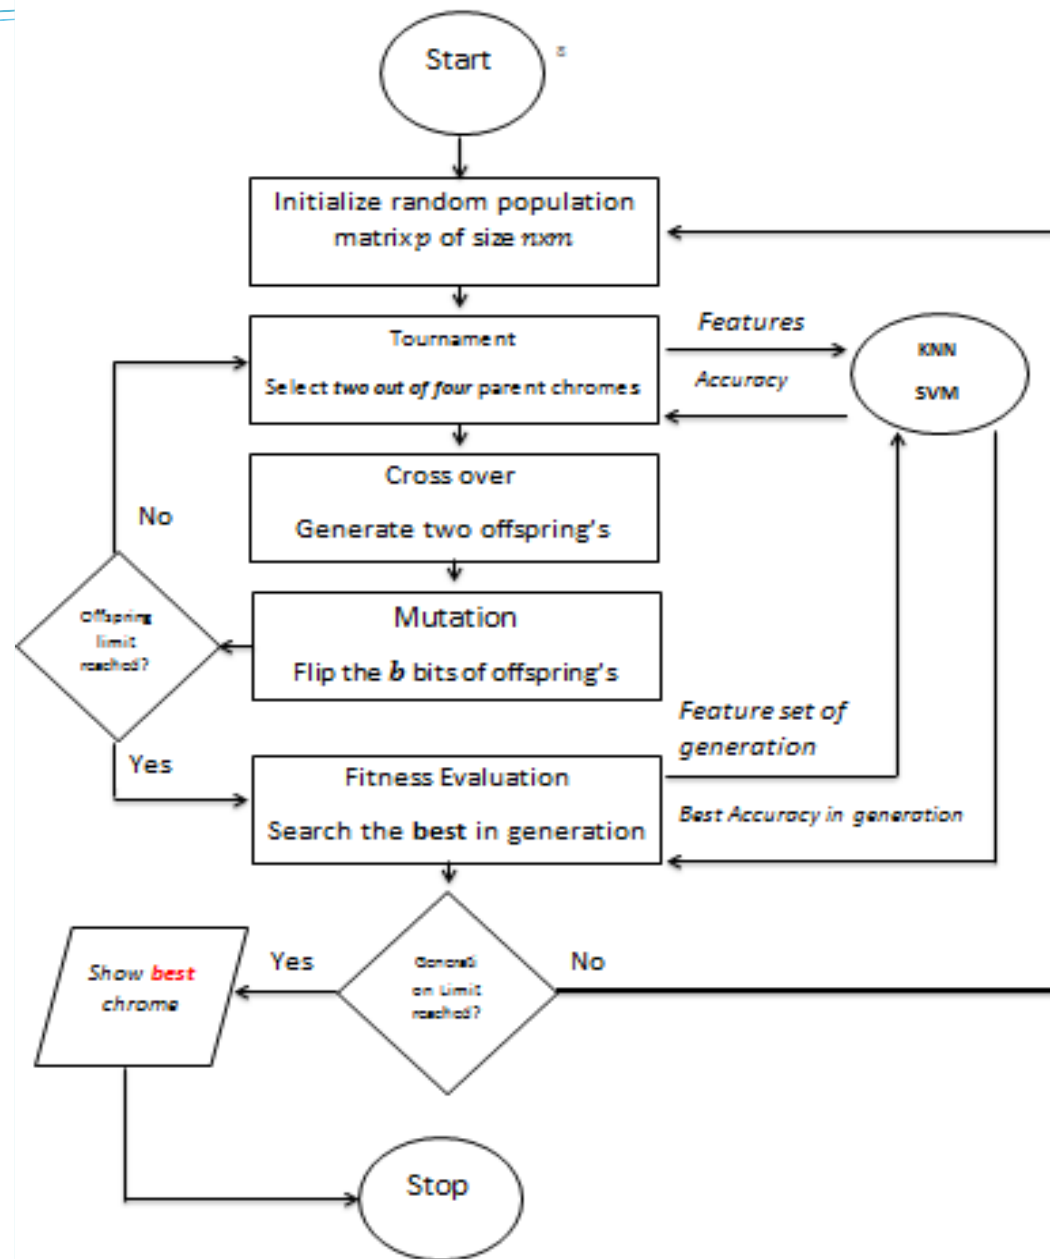 Start
Initialize random population
matrix p of size nxm
Tournament
Select two out of four parent chromes
Features
Accuracy
KNN
SVM
Cross over
Generate two offspring's
No
Offspring
limit
reached?
Mutation
Flip the b bits of offspring's
Yes
Feature set of
generation
Fitness Evaluation
Search the best in generation
Best Accuracy in generation
Show best
chrome
Yes
Generati
on Limit
reached?
No
Stop